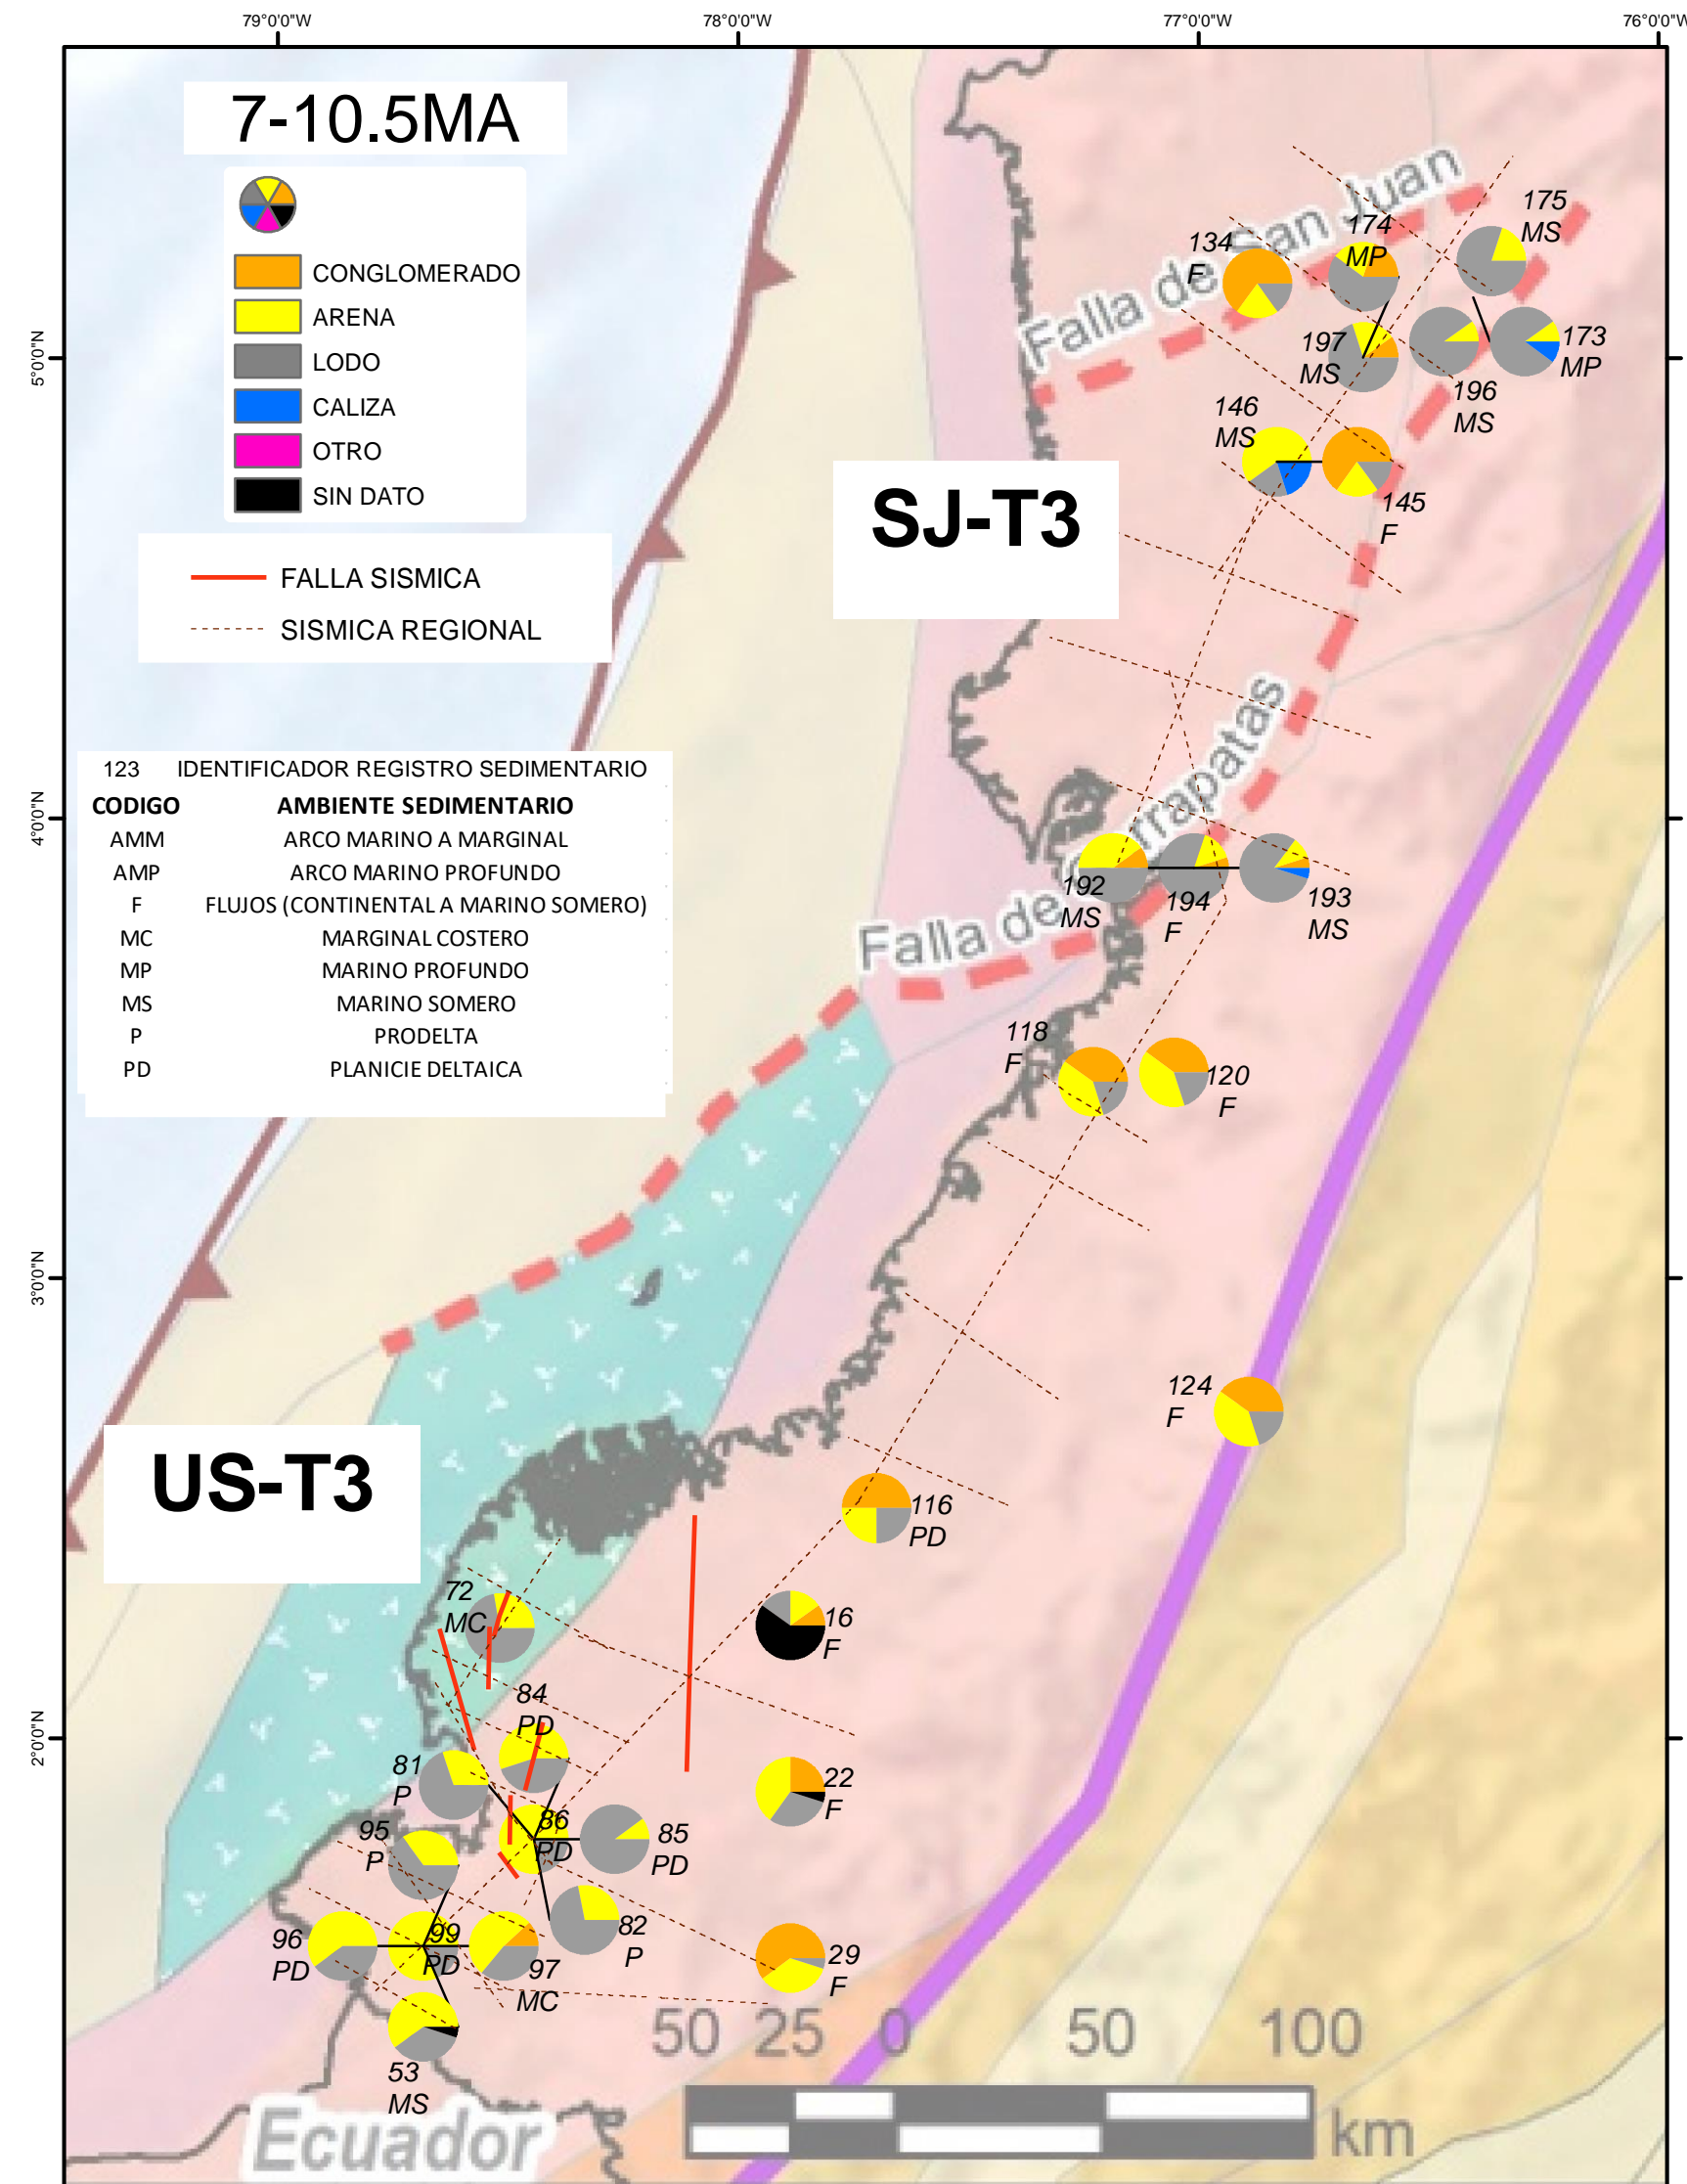 79°0'0"W
78°0'0"W
77°0'0"W
76°0'0"W
7-10.5MA
CONGLOMERADO
ARENA
LODO
CALIZA
OTRO
SIN DATO
FALLA SISMICA
SISMICA REGIONAL
123 IDENTIFICADOR REGISTRO SEDIMENTARIO
CODIGO AMBIENTE SEDIMENTARIO
AMM ARCO MARINO A MARGINAL
AMP ARCO MARINO PROFUNDO
F FLUJOS (CONTINENTAL A MARINO SOMERO)
MC MARGINAL COSTERO
MP MARINO PROFUNDO
MS MARINO SOMERO
P PRODELTA
PD PLANICIE DELTAICA
5°0'0"N
4°0'0"N
3°0'0"N
2°0'0"N
Falla de San Juan
134
F
174
MP
175
MS
197
MS
196
MS
173
MP
146
MS
145
F
SJ-T3
Falla de
192
MS
194
F
193
MS
118
F
120
F
124
F
US-T3
116
PD
72
MC
16
F
84
PD
81
P
22
F
86
PD
85
PD
95
P
82
P
96
PD
99
PD
97
MC
29
F
53
MS
50 25 0 50 100
km
Ecuador